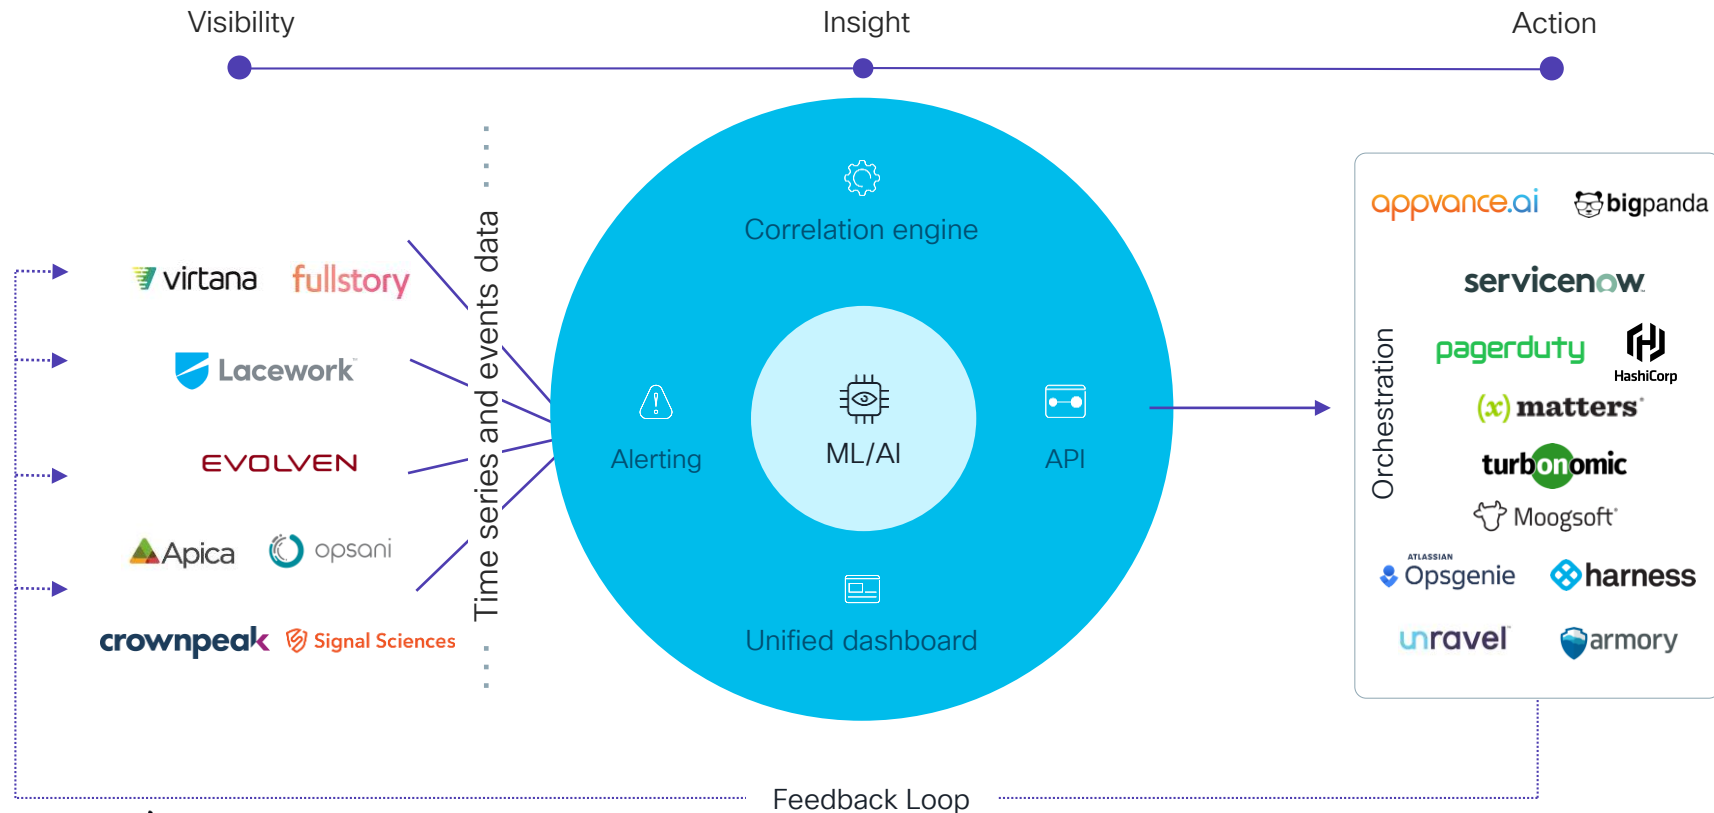 Visibility
Insight
Action
virtana
fullstory
Lacework™
EVOLVEN
Apica
opsani
crownpeak
Signal Sciences
Time series and events data
Correlation engine
Alerting
ML/AI
API
Unified dashboard
Orchestration
appvance.ai
bigpanda
servicenow
pagerduty
HashiCorp
(x) matters
turbonomic
Moogsoft
ATLASSIAN
Opsgenie
harness
unravel
armory
Feedback Loop